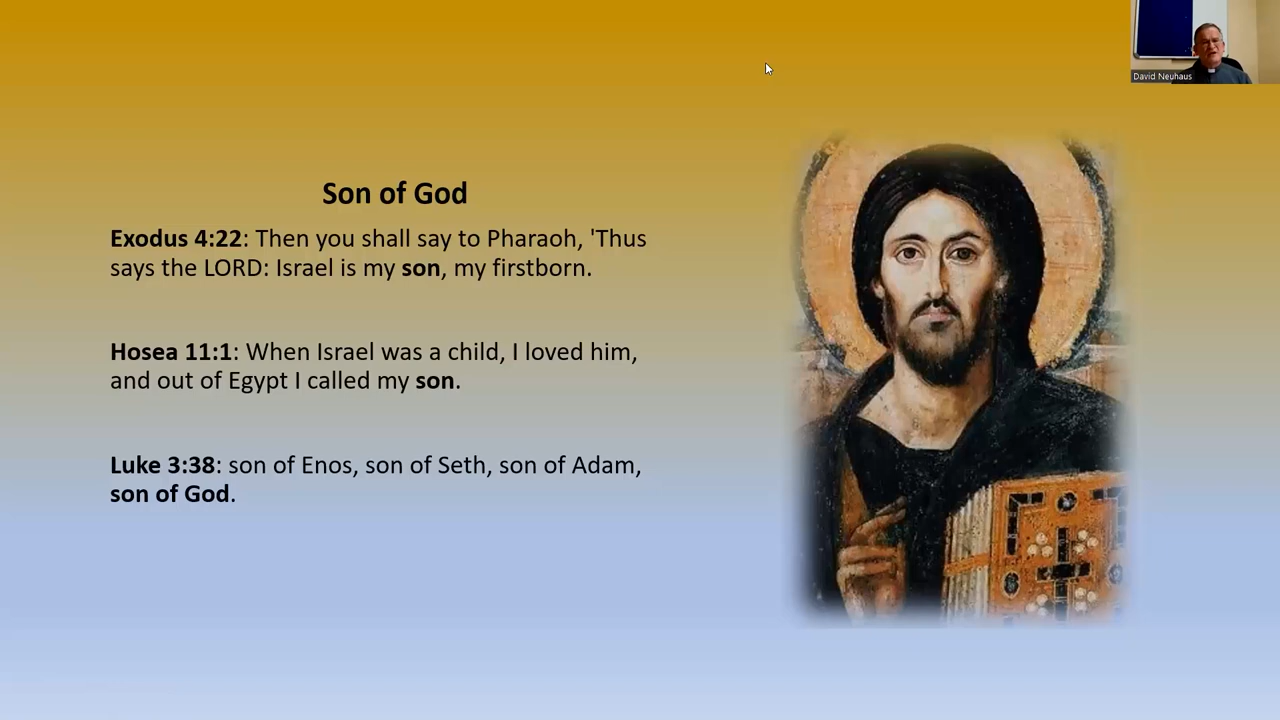 David Neuhaus
Son of God
Exodus 4:22: Then you shall say to Pharaoh, 'Thus
says the LORD: Israel is my son, my firstborn.
Hosea 11:1: When Israel was a child, I loved him,
and out of Egypt I called my son.
Luke 3:38: son of Enos, son of Seth, son of Adam,
son of God.